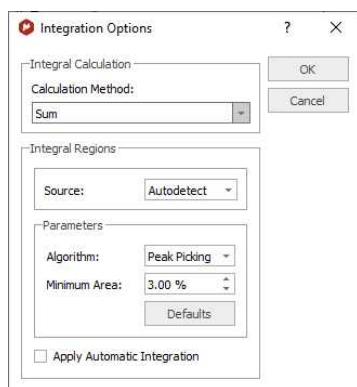 Integration Options
? X
Integral Calculation
OK
Calculation Method:
Cancel
Sum
Integral Regions
Source: Autodetect
Parameters
Algorithm: Peak Picking
Minimum Area: 3.00 %
Defaults
Apply Automatic Integration